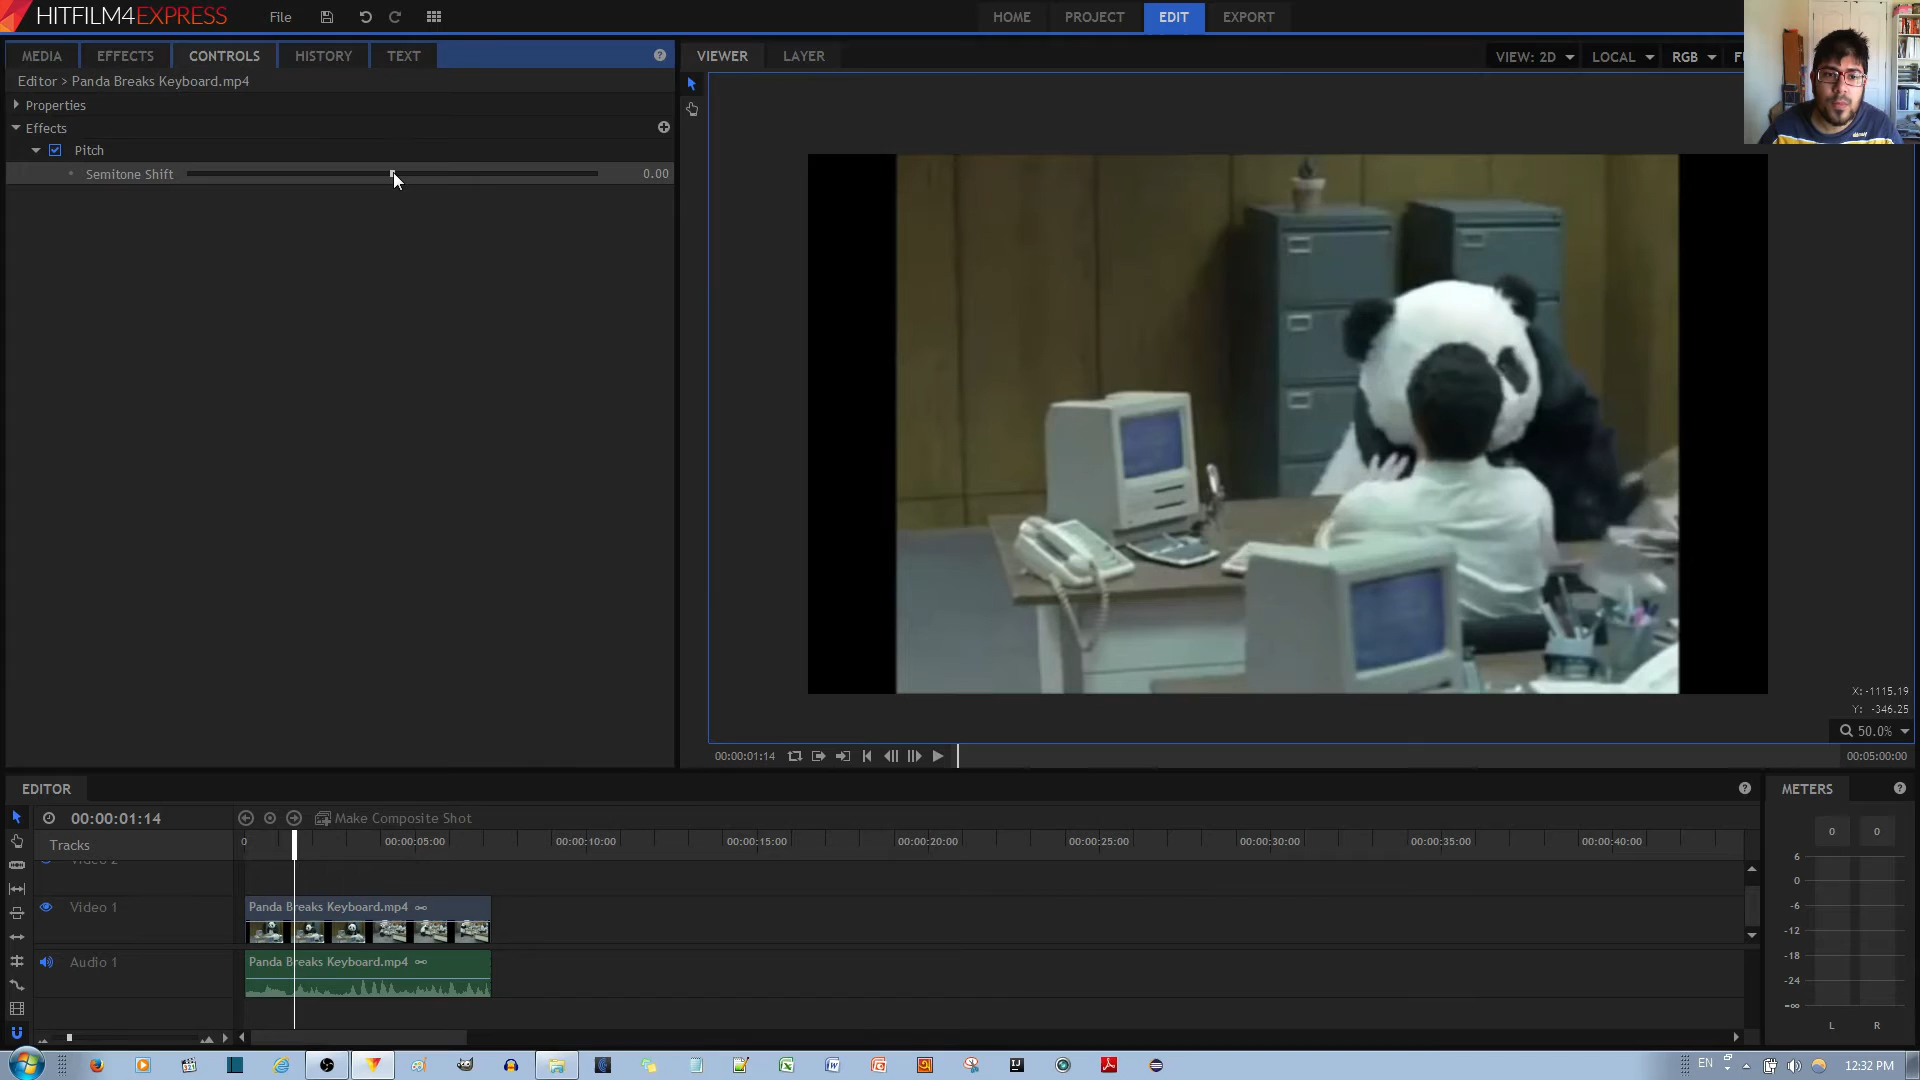 HITFILM4EXPRESS File HOME PROJECT EDIT EXPORT
MEDIA EFFECTS CONTROLS HISTORY TEXT
VIEWER LAYER VIEW: 2D LOCAL RGB
Editor > Panda Breaks Keyboard.mp4
Properties
Effects
Pitch
Semitone Shift 0.00
X: -1115.19
Y: -346.25
50.0%
00:00:01:14 00:05:00:00
EDITOR
METERS
00:00:01:14 Make Composite Shot
Tracks 0 00:00:05:00 00:00:10:00 00:00:15:00 00:00:20:00 00:00:25:00 00:00:30:00 00:00:35:00 00:00:40:00
Video 2
Video 1 Panda Breaks Keyboard.mp4
Audio 1 Panda Breaks Keyboard.mp4
0 0
6
0
-6
-12
-18
-24
-∞
L R
EN 12:32 PM